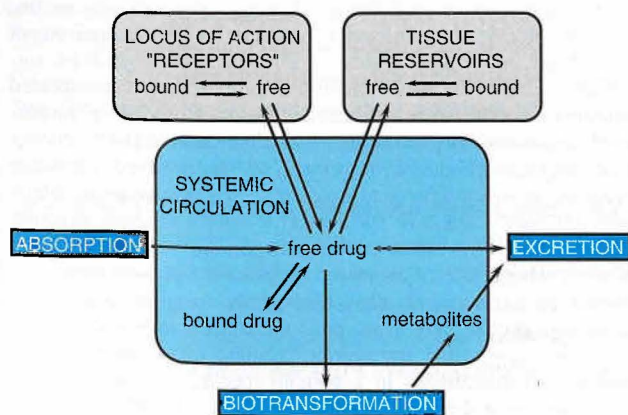 LOCUS OF ACTION
"RECEPTORS"
bound free
TISSUE
RESERVOIRS
free bound
SYSTEMIC
CIRCULATION
ABSORPTION
free drug
EXCRETION
bound drug
metabolites
BIOTRANSFORMATION